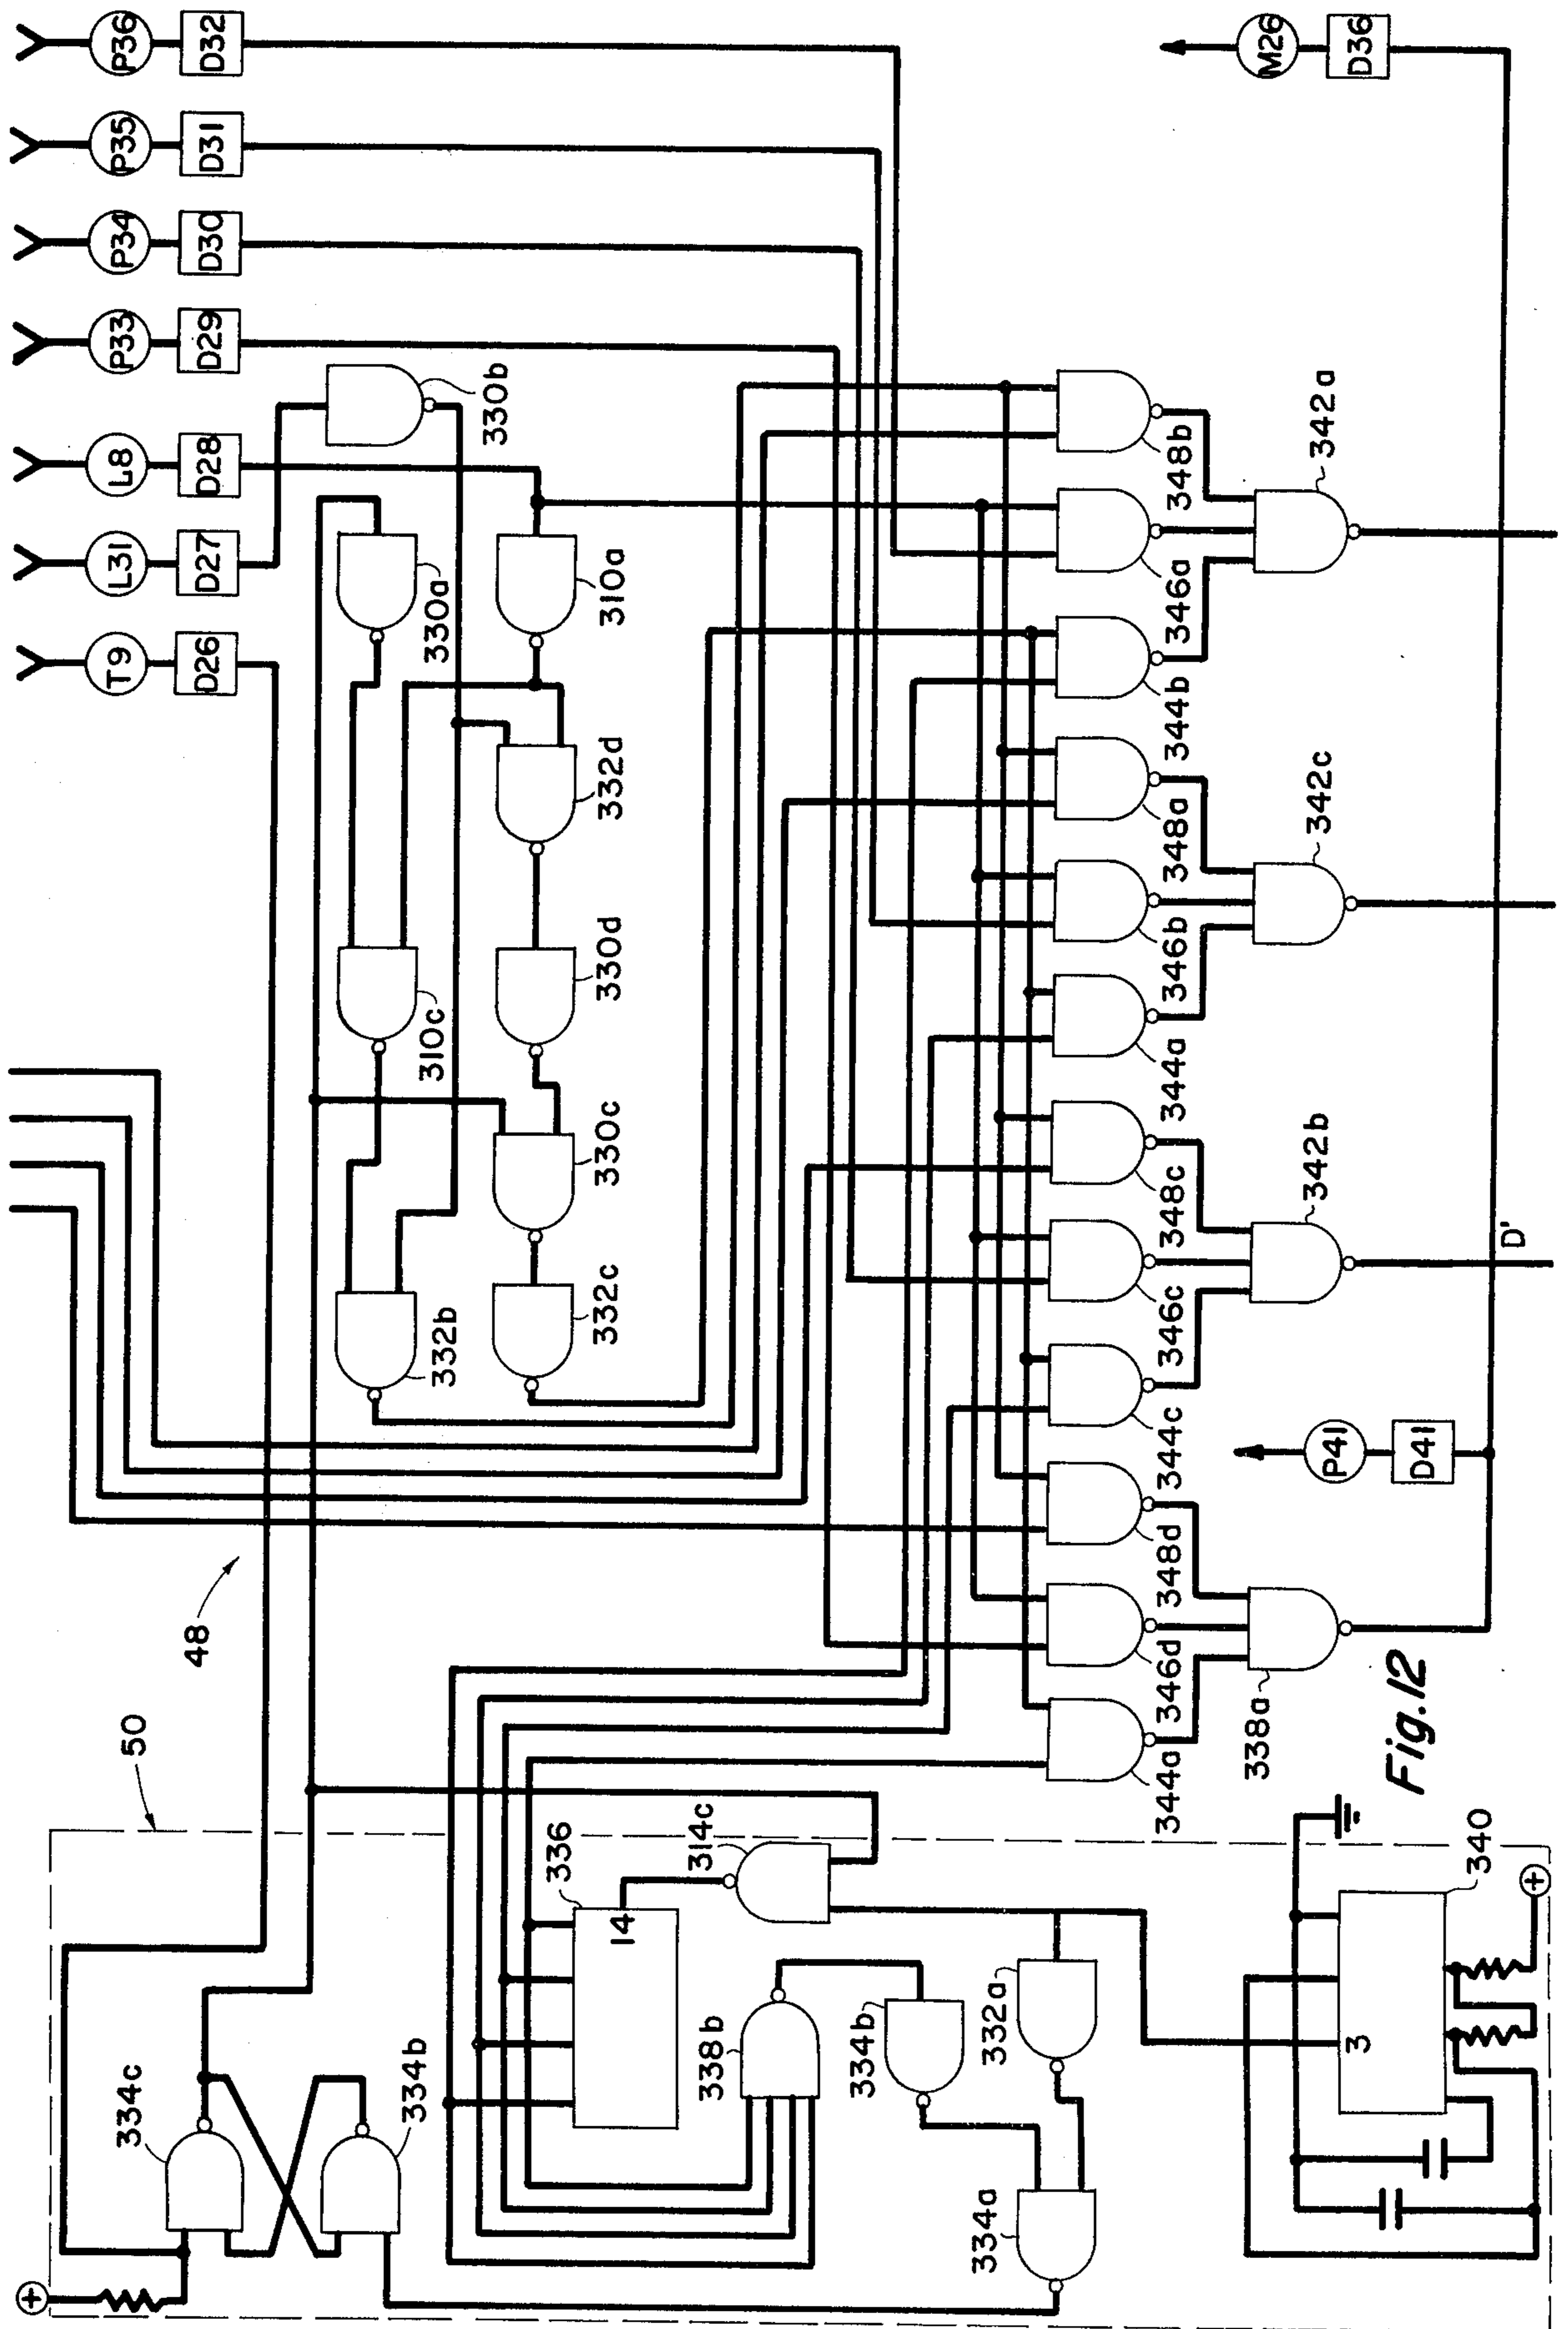 P36
D32
P35
D31
P34
D30
P33
D29
L8
D28
L31
D27
T9
D26
M26
D36
330b
330a
310a
332d
310c
330d
330c
332b
332c
48
50
348b
346a
344b
348a
346b
344a
348c
346c
344c
348d
346d
344a
342a
342c
342b
338a
D'
P41
D41
334c
334b
336
14
314c
338b
334b
332a
334a
340
3
+
+
Fig.12